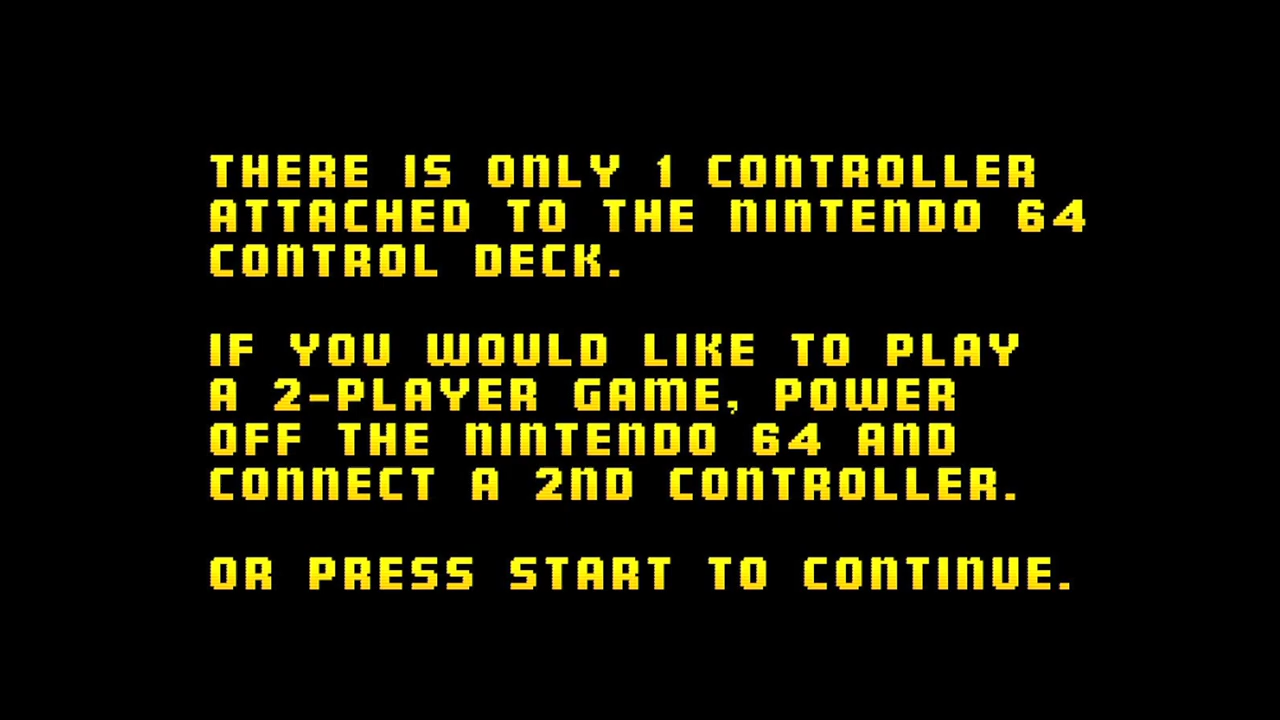 THERE IS ONLY 1 CONTROLLER
ATTACHED TO THE NINTENDO 64
CONTROL DECK.
IF YOU WOULD LIKE TO PLAY
A 2-PLAYER GAME, POWER
OFF THE NINTENDO 64 AND
CONNECT A 2ND CONTROLLER.
OR PRESS START TO CONTINUE.